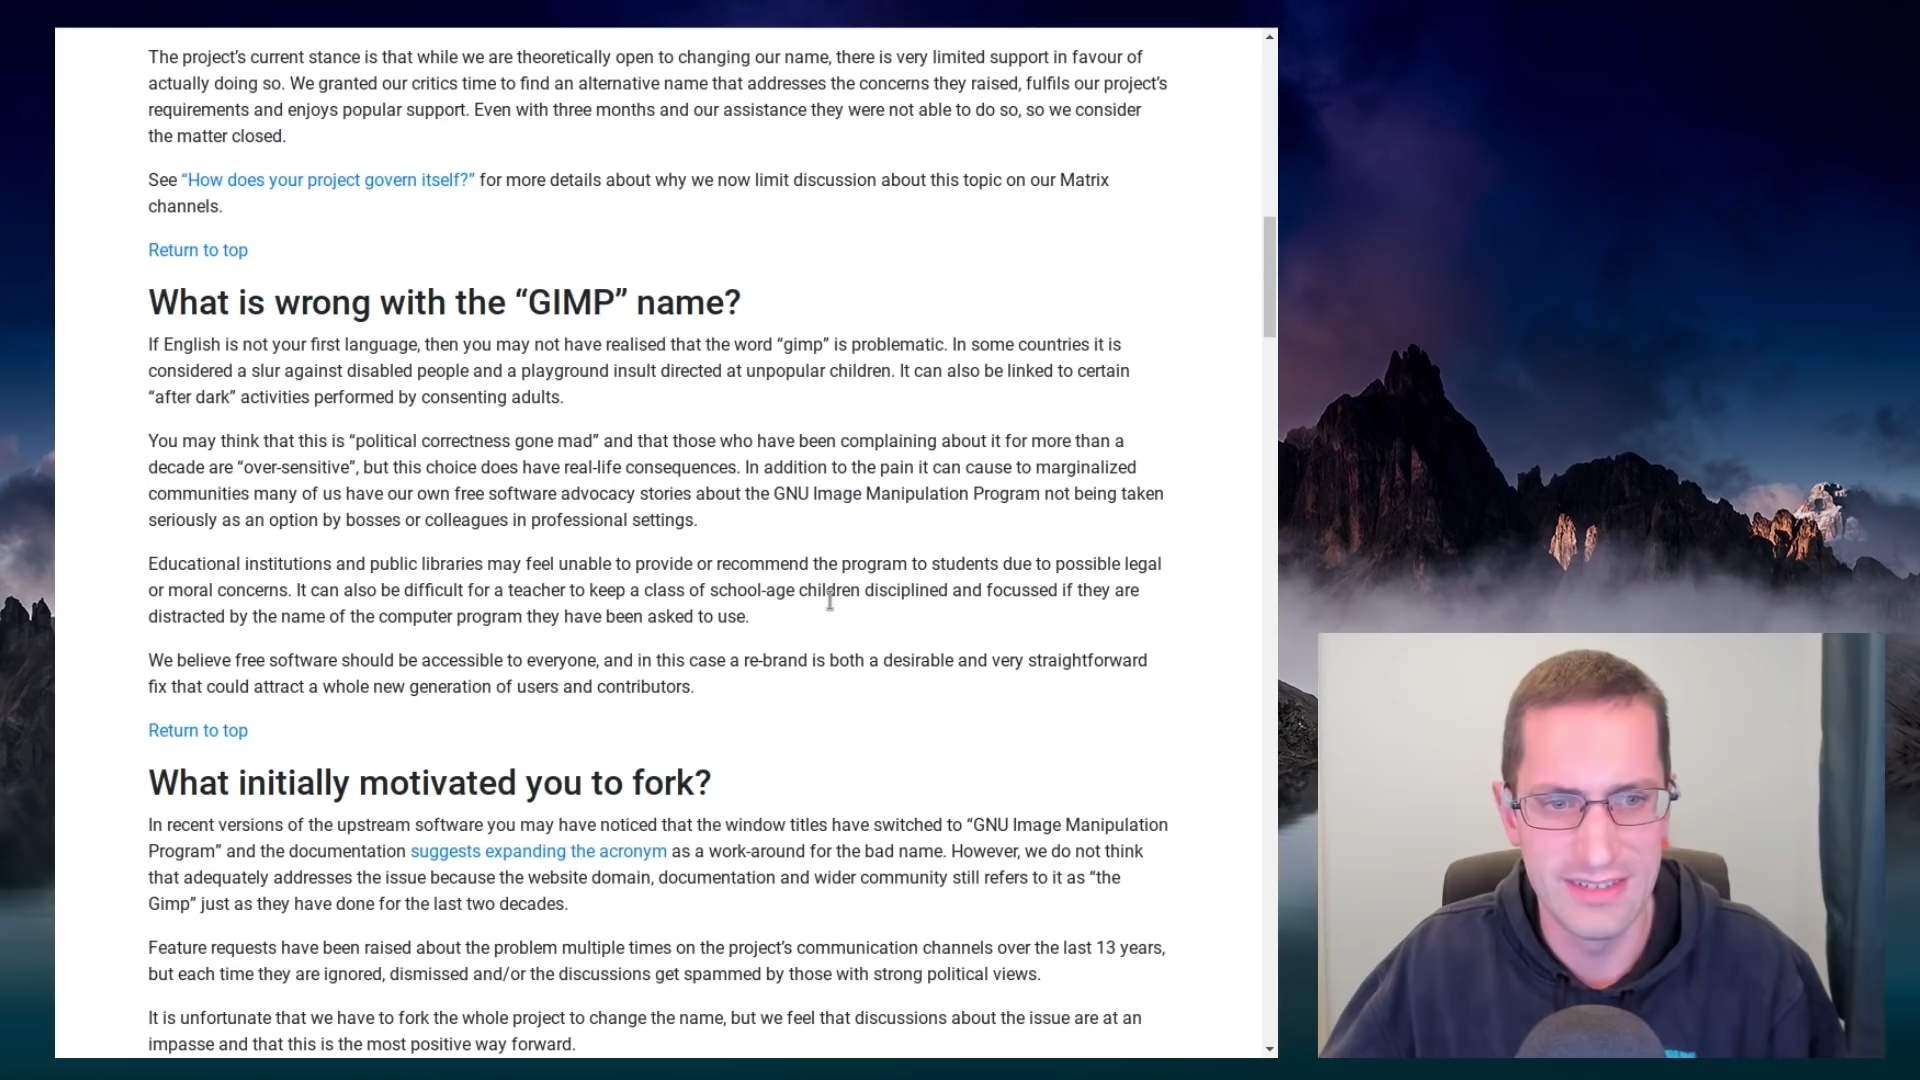 The project’s current stance is that while we are theoretically open to changing our name, there is very limited support in favour of
actually doing so. We granted our critics time to find an alternative name that addresses the concerns they raised, fulfils our project’s
requirements and enjoys popular support. Even with three months and our assistance they were not able to do so, so we consider
the matter closed.
See “How does your project govern itself?” for more details about why we now limit discussion about this topic on our Matrix
channels.
Return to top
What is wrong with the “GIMP” name?
If English is not your first language, then you may not have realised that the word “gimp” is problematic. In some countries it is
considered a slur against disabled people and a playground insult directed at unpopular children. It can also be linked to certain
“after dark” activities performed by consenting adults.
You may think that this is “political correctness gone mad” and that those who have been complaining about it for more than a
decade are “over-sensitive”, but this choice does have real-life consequences. In addition to the pain it can cause to marginalized
communities many of us have our own free software advocacy stories about the GNU Image Manipulation Program not being taken
seriously as an option by bosses or colleagues in professional settings.
Educational institutions and public libraries may feel unable to provide or recommend the program to students due to possible legal
or moral concerns. It can also be difficult for a teacher to keep a class of school-age children disciplined and focussed if they are
distracted by the name of the computer program they have been asked to use.
We believe free software should be accessible to everyone, and in this case a re-brand is both a desirable and very straightforward
fix that could attract a whole new generation of users and contributors.
Return to top
What initially motivated you to fork?
In recent versions of the upstream software you may have noticed that the window titles have switched to “GNU Image Manipulation
Program” and the documentation suggests expanding the acronym as a work-around for the bad name. However, we do not think
that adequately addresses the issue because the website domain, documentation and wider community still refers to it as “the
Gimp” just as they have done for the last two decades.
Feature requests have been raised about the problem multiple times on the project’s communication channels over the last 13 years,
but each time they are ignored, dismissed and/or the discussions get spammed by those with strong political views.
It is unfortunate that we have to fork the whole project to change the name, but we feel that discussions about the issue are at an
impasse and that this is the most positive way forward.